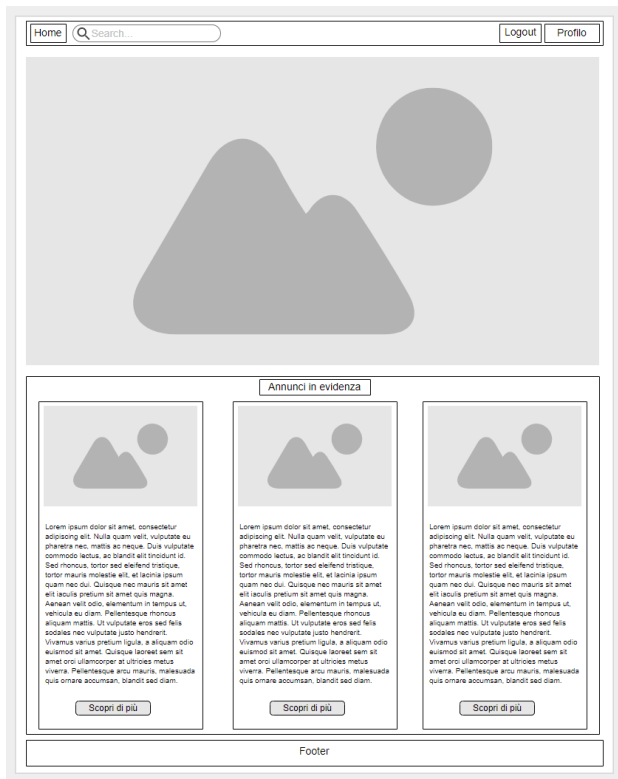 Home Search... Logout Profilo
Annunci in evidenza
Lorem ipsum dolor sit amet, consectetur
adipiscing elit. Nulla quam velit, vulputate eu
pharetra nec, mattis ac neque. Duis vulputate
commodo lectus, ac blandit elit tincidunt id.
Sed rhoncus, tortor sed eleifend tristique,
tortor mauris molestie elit, et lacinia ipsum
quam nec dui. Quisque nec mauris sit amet
elit iaculis pretium sit amet quis magna.
Aenean velit odio, elementum in tempus ut,
vehicula eu diam. Pellentesque rhoncus
aliquam mattis. Ut vulputate eros sed felis
sodales nec vulputate justo hendrerit.
Vivamus varius pretium ligula, a aliquam odio
euismod sit amet. Quisque laoreet sem sit
amet orci ullamcorper at ultricies metus
viverra. Pellentesque arcu mauris, malesuada
quis ornare accumsan, blandit sed diam.
Scopri di più
Lorem ipsum dolor sit amet, consectetur
adipiscing elit. Nulla quam velit, vulputate eu
pharetra nec, mattis ac neque. Duis vulputate
commodo lectus, ac blandit elit tincidunt id.
Sed rhoncus, tortor sed eleifend tristique,
tortor mauris molestie elit, et lacinia ipsum
quam nec dui. Quisque nec mauris sit amet
elit iaculis pretium sit amet quis magna.
Aenean velit odio, elementum in tempus ut,
vehicula eu diam. Pellentesque rhoncus
aliquam mattis. Ut vulputate eros sed felis
sodales nec vulputate justo hendrerit.
Vivamus varius pretium ligula, a aliquam odio
euismod sit amet. Quisque laoreet sem sit
amet orci ullamcorper at ultricies metus
viverra. Pellentesque arcu mauris, malesuada
quis ornare accumsan, blandit sed diam.
Scopri di più
Lorem ipsum dolor sit amet, consectetur
adipiscing elit. Nulla quam velit, vulputate eu
pharetra nec, mattis ac neque. Duis vulputate
commodo lectus, ac blandit elit tincidunt id.
Sed rhoncus, tortor sed eleifend tristique,
tortor mauris molestie elit, et lacinia ipsum
quam nec dui. Quisque nec mauris sit amet
elit iaculis pretium sit amet quis magna.
Aenean velit odio, elementum in tempus ut,
vehicula eu diam. Pellentesque rhoncus
aliquam mattis. Ut vulputate eros sed felis
sodales nec vulputate justo hendrerit.
Vivamus varius pretium ligula, a aliquam odio
euismod sit amet. Quisque laoreet sem sit
amet orci ullamcorper at ultricies metus
viverra. Pellentesque arcu mauris, malesuada
quis ornare accumsan, blandit sed diam.
Scopri di più
Footer